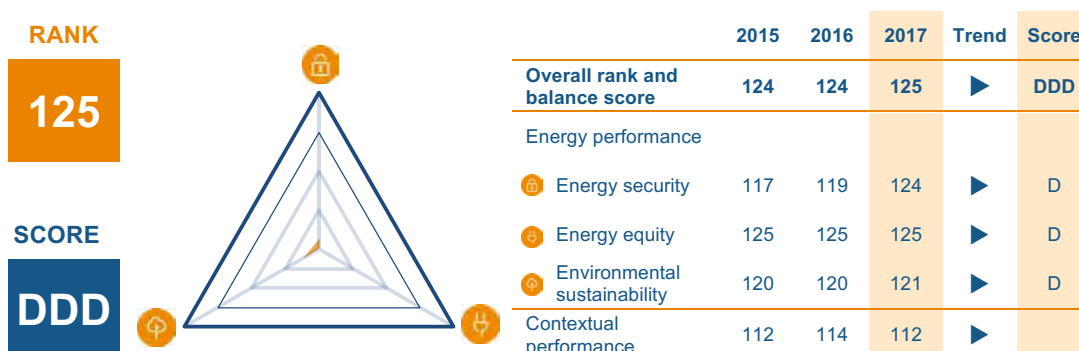 RANK
125
SCORE
DDD
2015 2016 2017 Trend Score
Overall rank and
balance score 124 124 125 DDD
Energy performance
Energy security 117 119 124 D
Energy equity 125 125 125 D
Environmental
sustainability 120 120 121 D
Contextual
performance 112 114 112